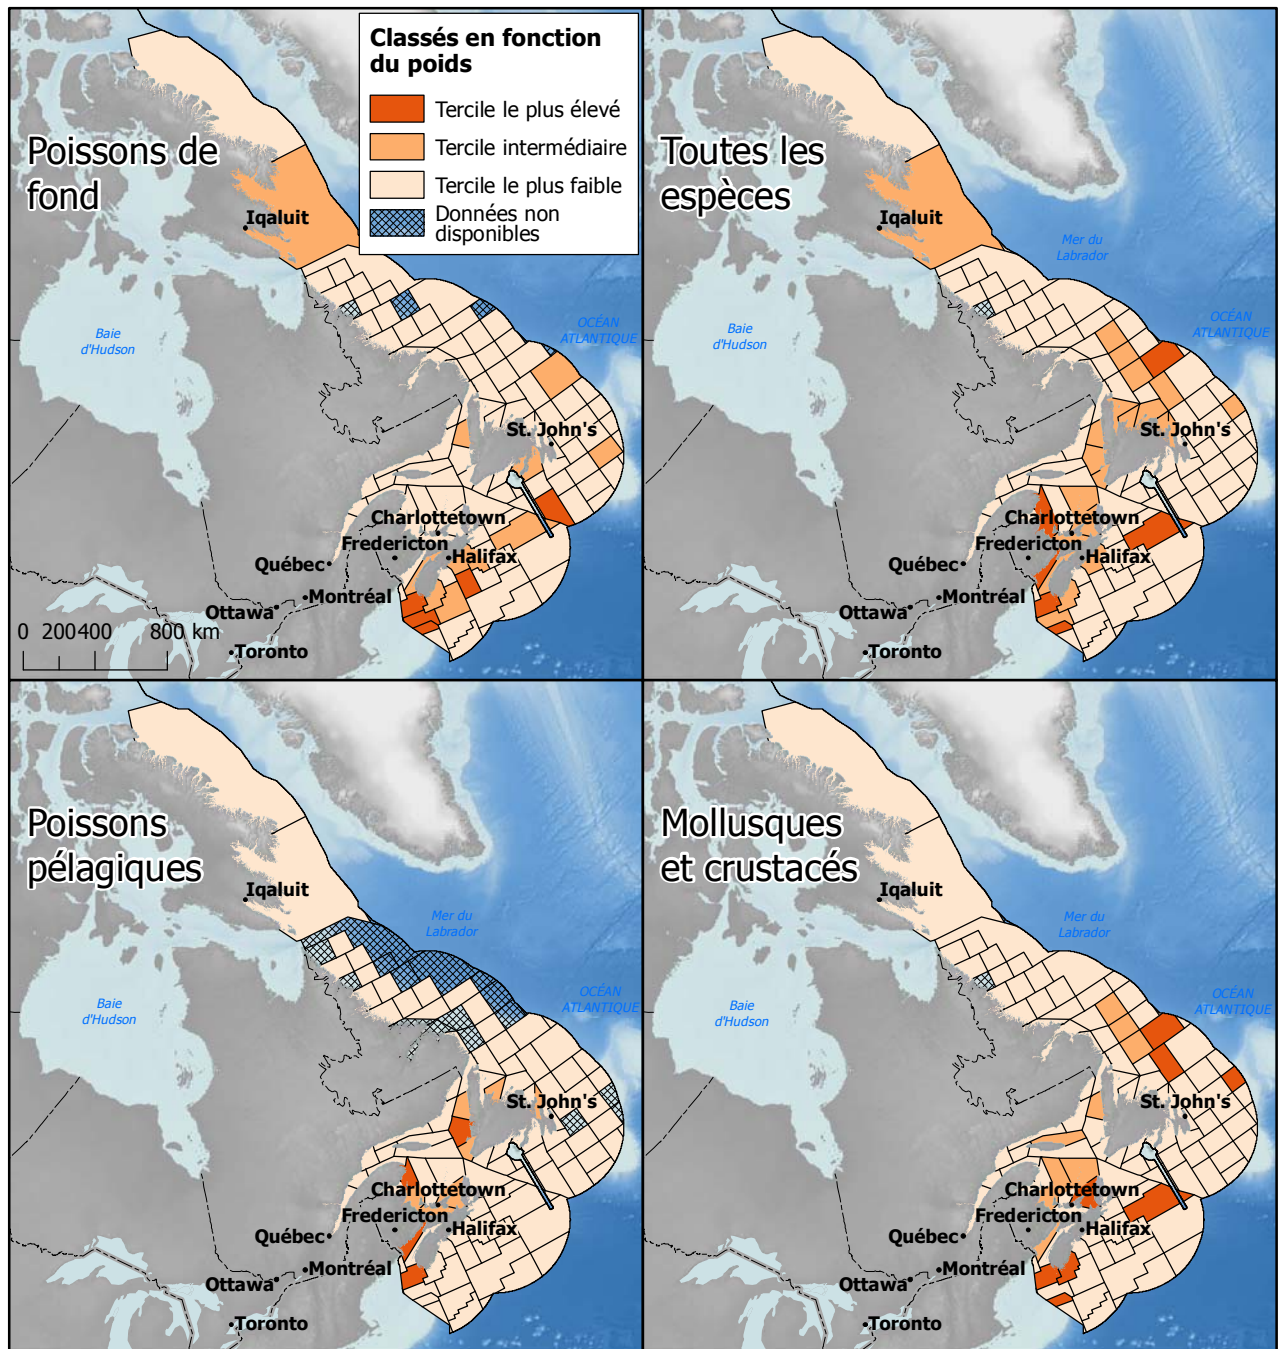 Classés en fonction
du poids
Tercile le plus élevé
Tercile intermédiaire
Tercile le plus faible
Données non
disponibles
Poissons de
fond
Iqaluit
Baie
d'Hudson
OCÉAN
ATLANTIQUE
St. John's
Charlottetown
Fredericton
Halifax
Québec
Montréal
Ottawa
Toronto
0 200400 800 km
Toutes les
espèces
Iqaluit
Mer du
Labrador
Baie
d'Hudson
OCÉAN
ATLANTIQUE
St. John's
Charlottetown
Fredericton
Halifax
Québec
Montréal
Ottawa
Toronto
Poissons
pélagiques
Iqaluit
Mer du
Labrador
Baie
d'Hudson
OCÉAN
ATLANTIQUE
St. John's
Charlottetown
Fredericton
Halifax
Québec
Montréal
Ottawa
Toronto
Mollusques
et crustacés
Iqaluit
Mer du
Labrador
Baie
d'Hudson
OCÉAN
ATLANTIQUE
St. John's
Charlottetown
Fredericton
Halifax
Québec
Montréal
Ottawa
Toronto